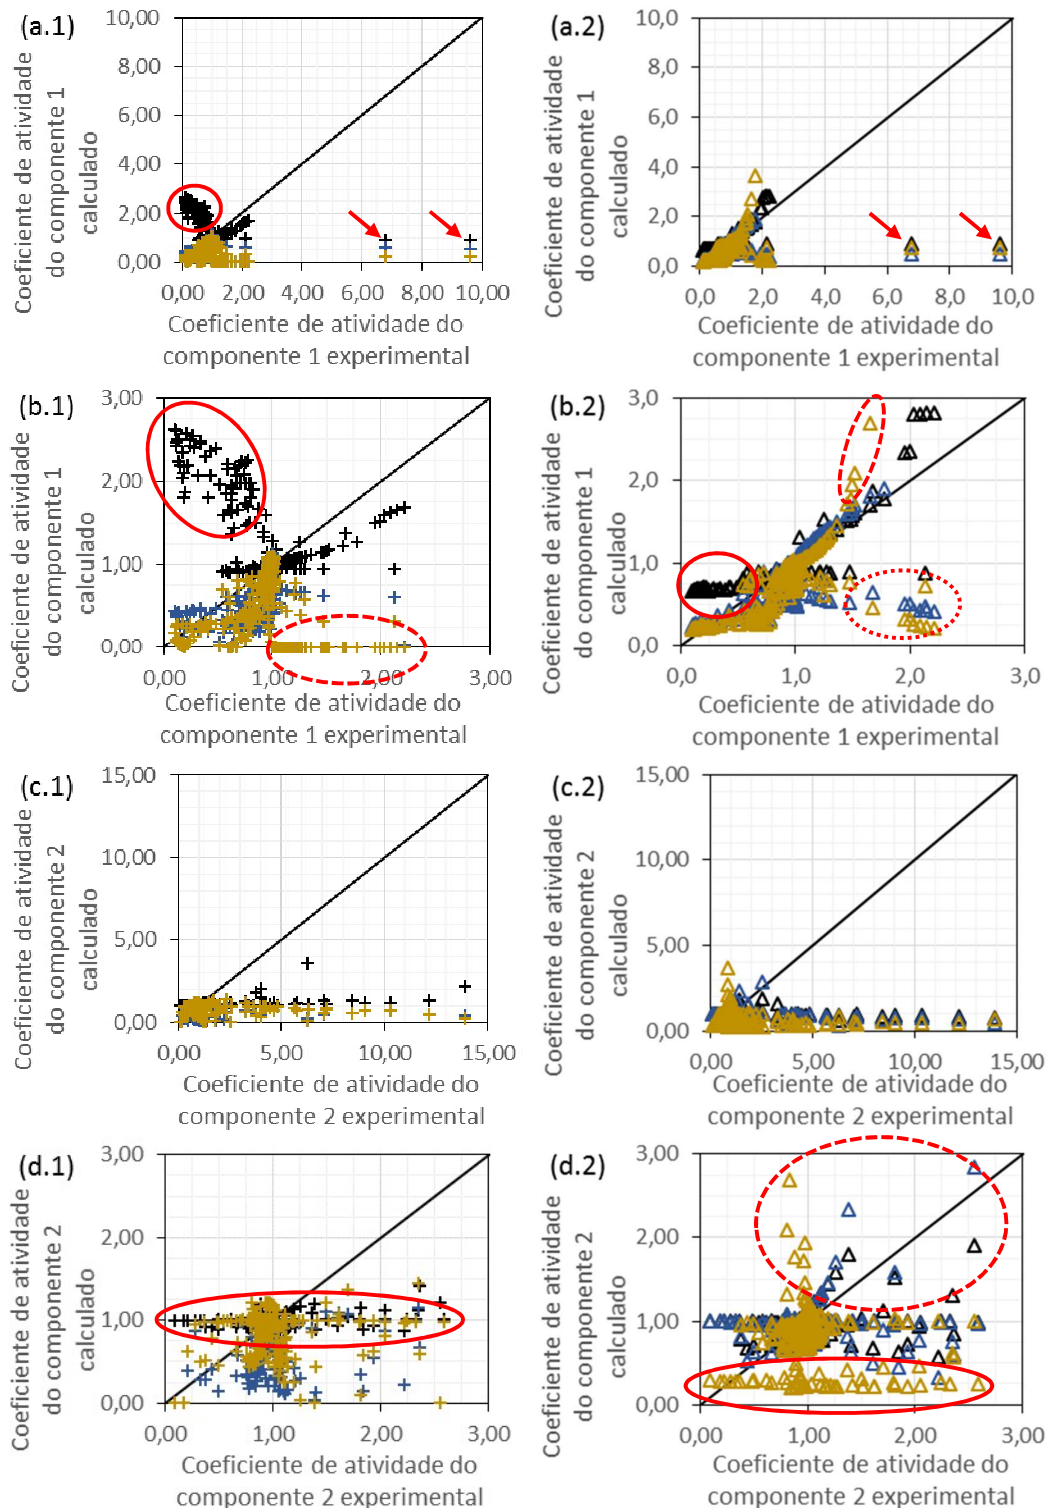 (a.1)
Coeficiente de atividade
do componente 1
calculado
10,00
8,00
6,00
4,00
2,00
0,00
0,00 2,00 4,00 6,00 8,00 10,00
Coeficiente de atividade do
componente 1 experimental
(a.2)
Coeficiente de atividade
do componente 1
calculado
10,0
8,0
6,0
4,0
2,0
0,0
0,0 2,0 4,0 6,0 8,0 10,0
Coeficiente de atividade do
componente 1 experimental
(b.1)
Coeficiente de atividade
do componente 1
calculado
3,00
2,00
1,00
0,00
0,00 1,00 2,00 3,00
Coeficiente de atividade do
componente 1 experimental
(b.2)
Coeficiente de atividade
do componente 1
calculado
3,0
2,0
1,0
0,0
0,0 1,0 2,0 3,0
Coeficiente de atividade do
componente 1 experimental
(c.1)
Coeficiente de atividade
do componente 2
calculado
15,00
10,00
5,00
0,00
0,00 5,00 10,00 15,00
Coeficiente de atividade do
componente 2 experimental
(c.2)
Coeficiente de atividade
do componente 2
calculado
15,00
10,00
5,00
0,00
0,00 5,00 10,00 15,00
Coeficiente de atividade do
componente 2 experimental
(d.1)
Coeficiente de atividade
do componente 2
calculado
3,00
2,00
1,00
0,00
0,00 1,00 2,00 3,00
Coeficiente de atividade do
componente 2 experimental
(d.2)
Coeficiente de atividade
do componente 2
calculado
3,00
2,00
1,00
0,00
0,00 1,00 2,00 3,00
Coeficiente de atividade do
componente 2 experimental